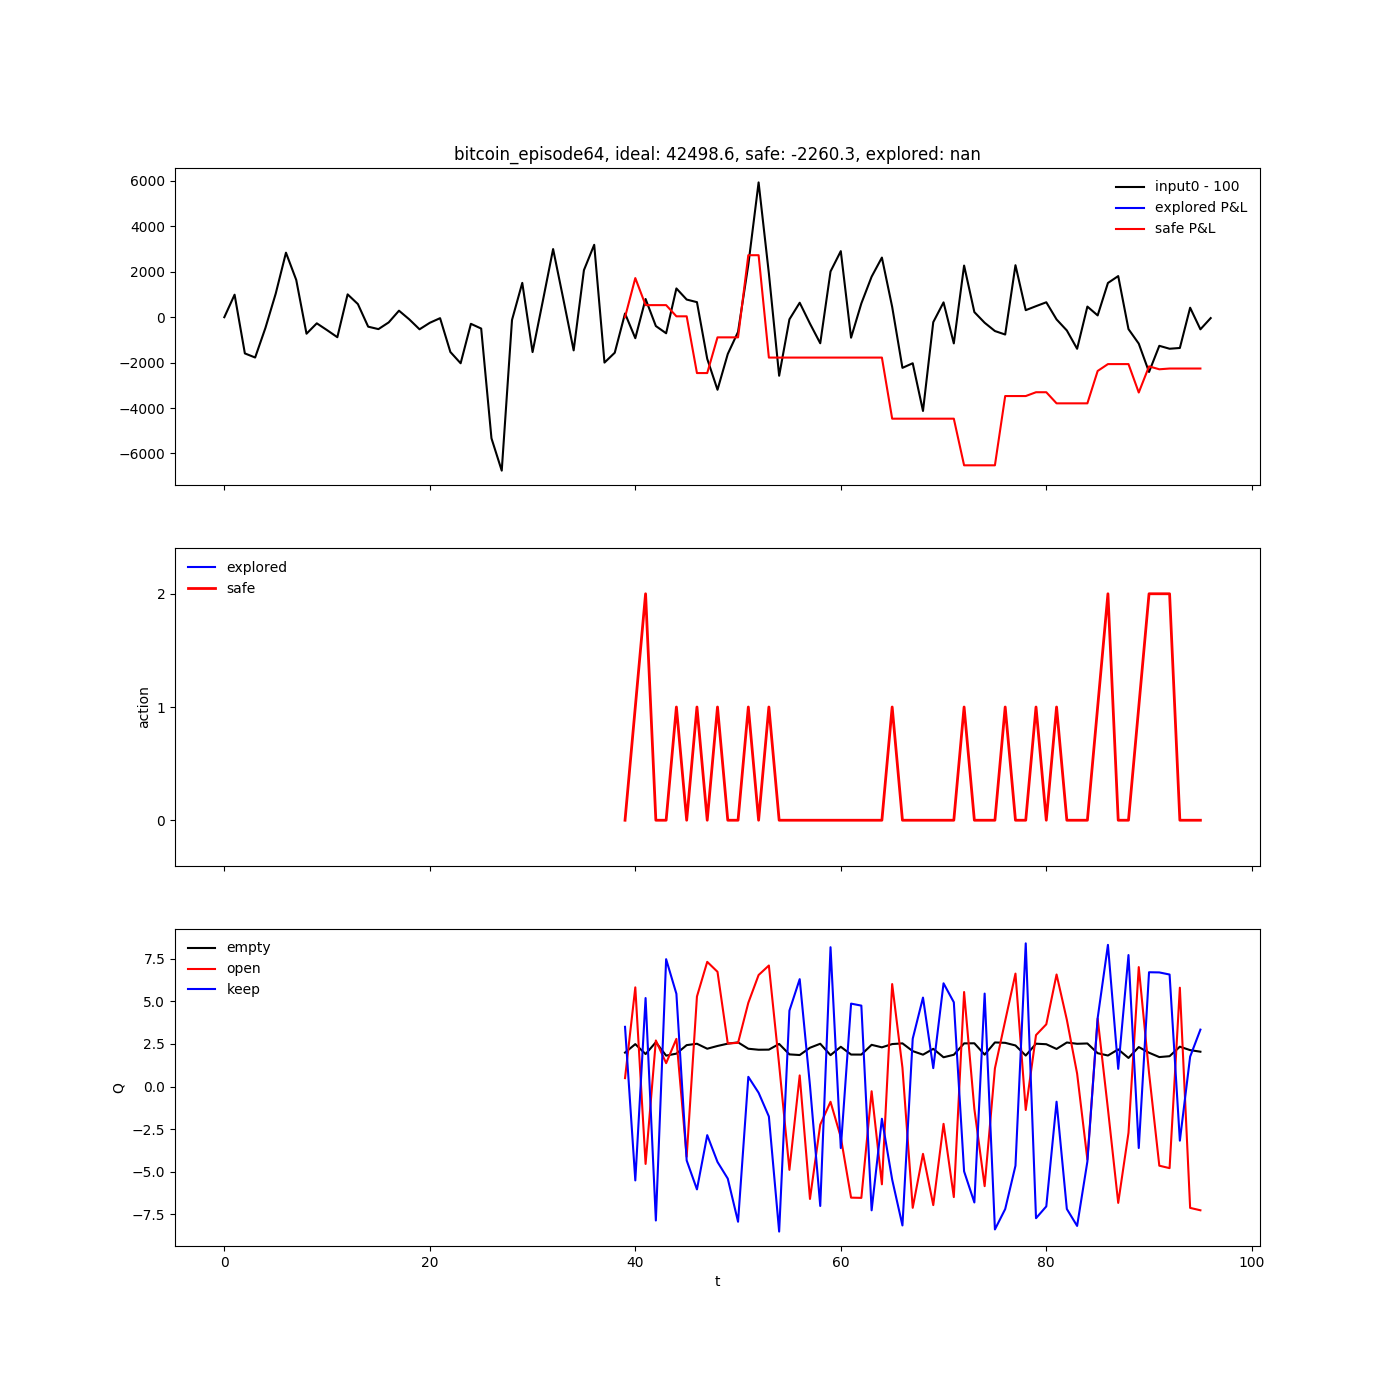 bitcoin_episode64, ideal: 42498.6, safe: -2260.3, explored: nan
6000
4000
2000
0
−2000
−4000
−6000
input0 - 100
explored P&L
safe P&L
2
1
0
action
explored
safe
7.5
5.0
2.5
0.0
−2.5
−5.0
−7.5
Q
empty
open
keep
0
20
40
60
80
100
t